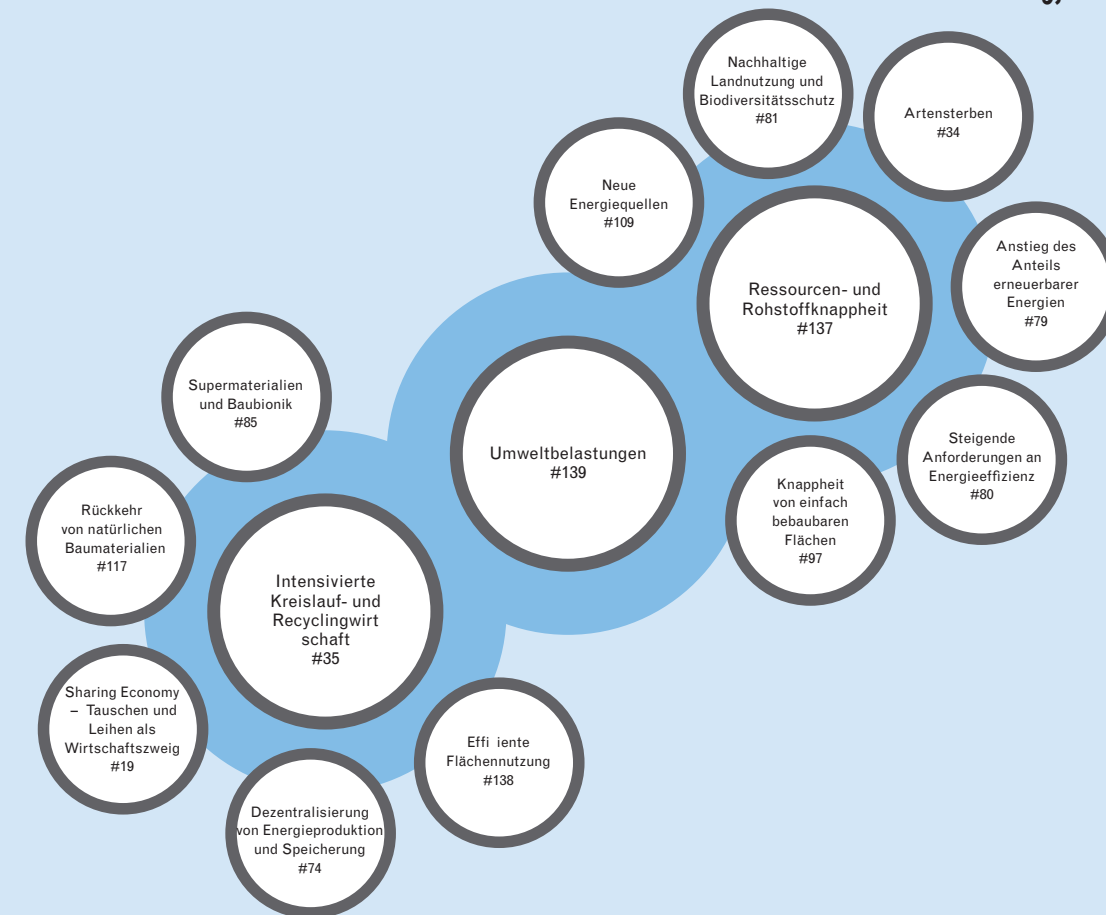 Nachhaltige
Landnutzung und
Biodiversitätsschutz
#81
Artensterben
#34
Neue
Energiequellen
#109
Anstieg des
Anteils
erneuerbarer
Energien
#79
Ressourcen- und
Rohstoffknappheit
#137
Supermaterialien
und Baubionik
#85
Umweltbelastungen
#139
Steigende
Anforderungen an
Energieeffizienz
#80
Knappheit
von einfach
bebaubaren
Flächen
#97
Rückkehr
von natürlichen
Baumaterialien
#117
Intensivierte
Kreislauf- und
Recyclingwirt
schaft
#35
Sharing Economy
– Tauschen und
Leihen als
Wirtschaftszweig
#19
Effi iente
Flächennutzung
#138
Dezentralisierung
von Energieproduktion
und Speicherung
#74